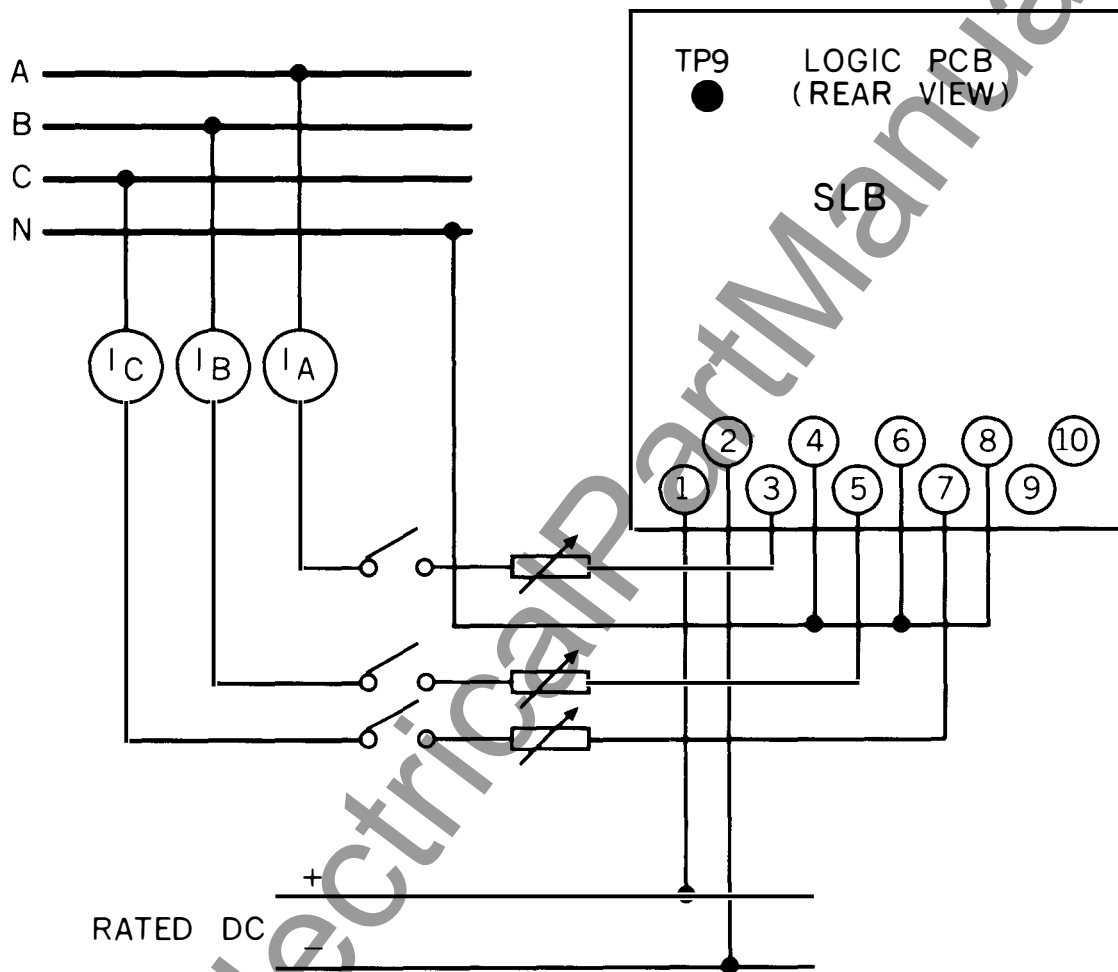 TP9
LOGIC PCB
(REAR VIEW)
SLB
A
B
C
N
IC
IB
IA
2
4
6
8
10
1
3
5
7
9
+
RATED DC
–
ElectricalPartManual